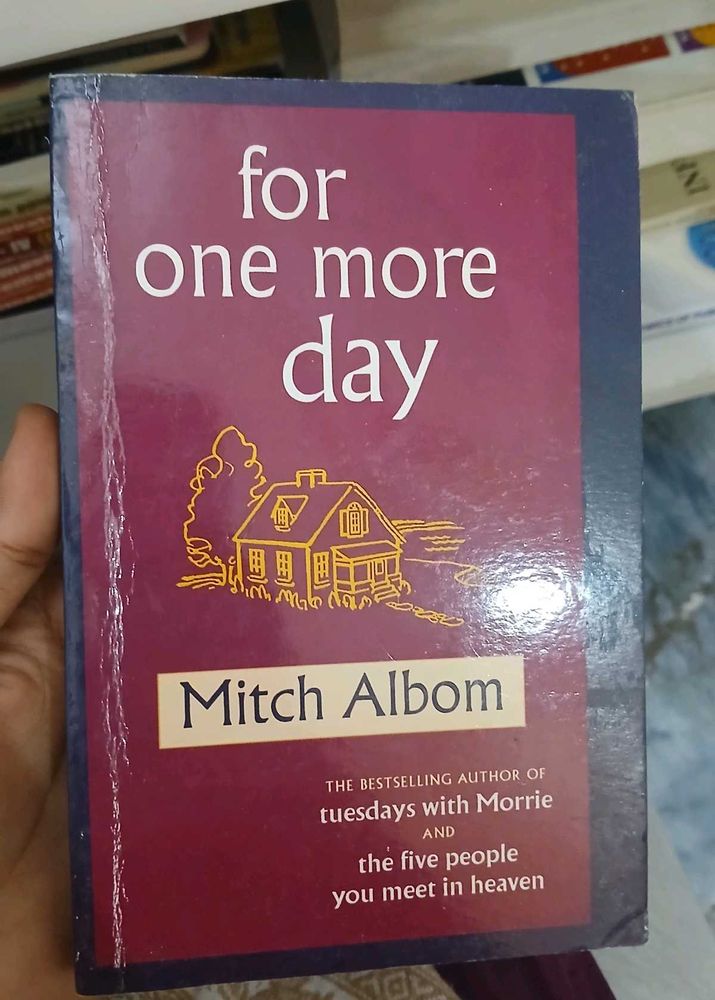 for
one more
day
Mitch Albom
THE BESTSELLING AUTHOR OF
tuesdays with Morrie
AND
the five people
you meet in heaven